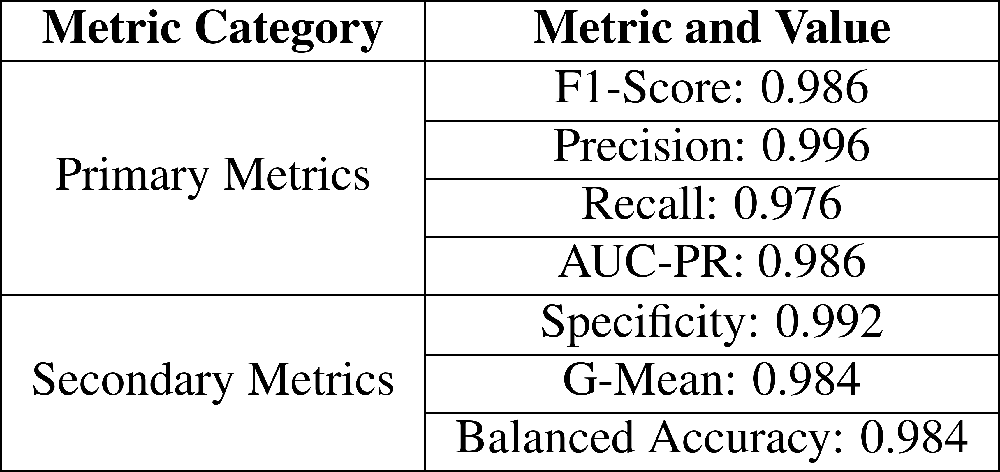 Metric Category Metric and Value
Primary Metrics
F1-Score: 0.986
Precision: 0.996
Recall: 0.976
AUC-PR: 0.986
Secondary Metrics
Specificity: 0.992
G-Mean: 0.984
Balanced Accuracy: 0.984